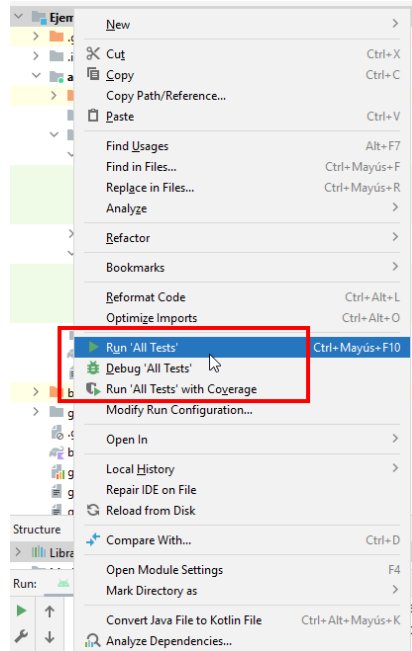 Ejem
New
Cut Ctrl+X
Copy Ctrl+C
Copy Path/Reference...
Paste Ctrl+V
Find Usages Alt+F7
Find in Files... Ctrl+Mayús+F
Replace in Files... Ctrl+Mayús+R
Analyze
Refactor
Bookmarks
Reformat Code Ctrl+Alt+L
Optimize Imports Ctrl+Alt+O
Run 'All Tests' Ctrl+Mayús+F10
Debug 'All Tests'
Run 'All Tests' with Coverage
Modify Run Configuration...
Open In
Local History
Repair IDE on File
Reload from Disk
Structure
Compare With... Ctrl+D
Libra
Open Module Settings F4
Run:
Mark Directory as
Convert Java File to Kotlin File Ctrl+Alt+Mayús+K
Analyze Dependencies...